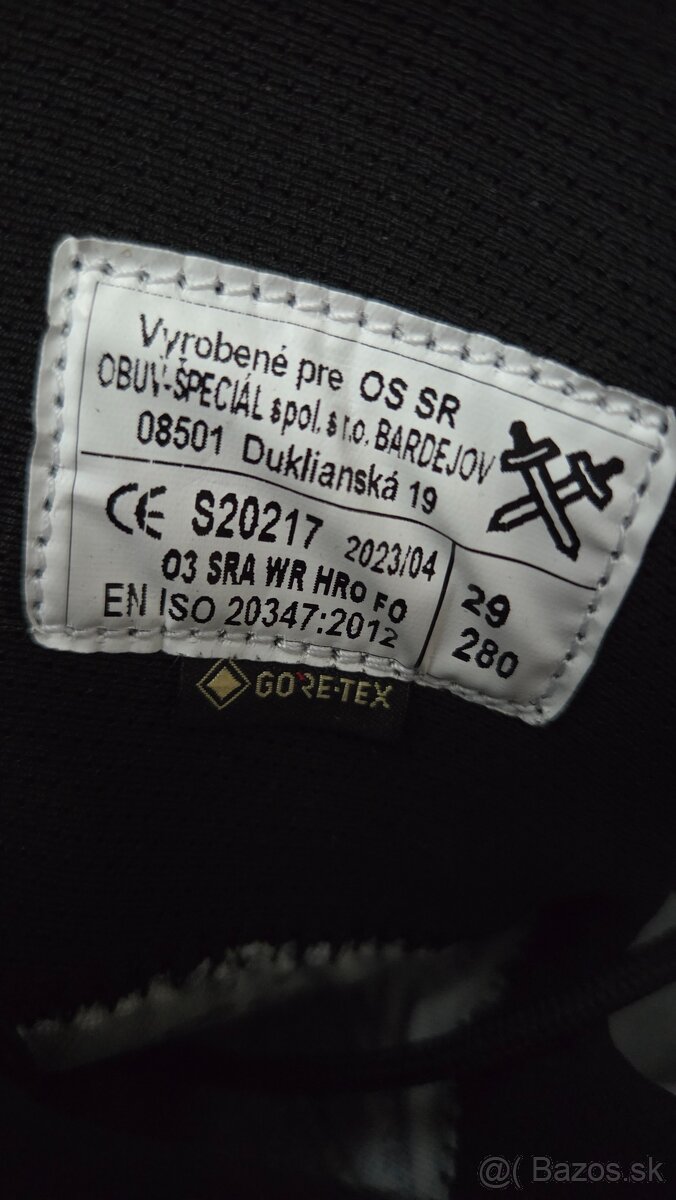 Vyrobené pre OS SR
OBUV-ŠPECIÁL spol. s r.o. BARDEJOV
08501 Duklianská 19
CE S20217 2023/04
O3 SRA WR HRO FO
EN ISO 20347:2012
29
280
GORE-TEX
@( Bazos.sk